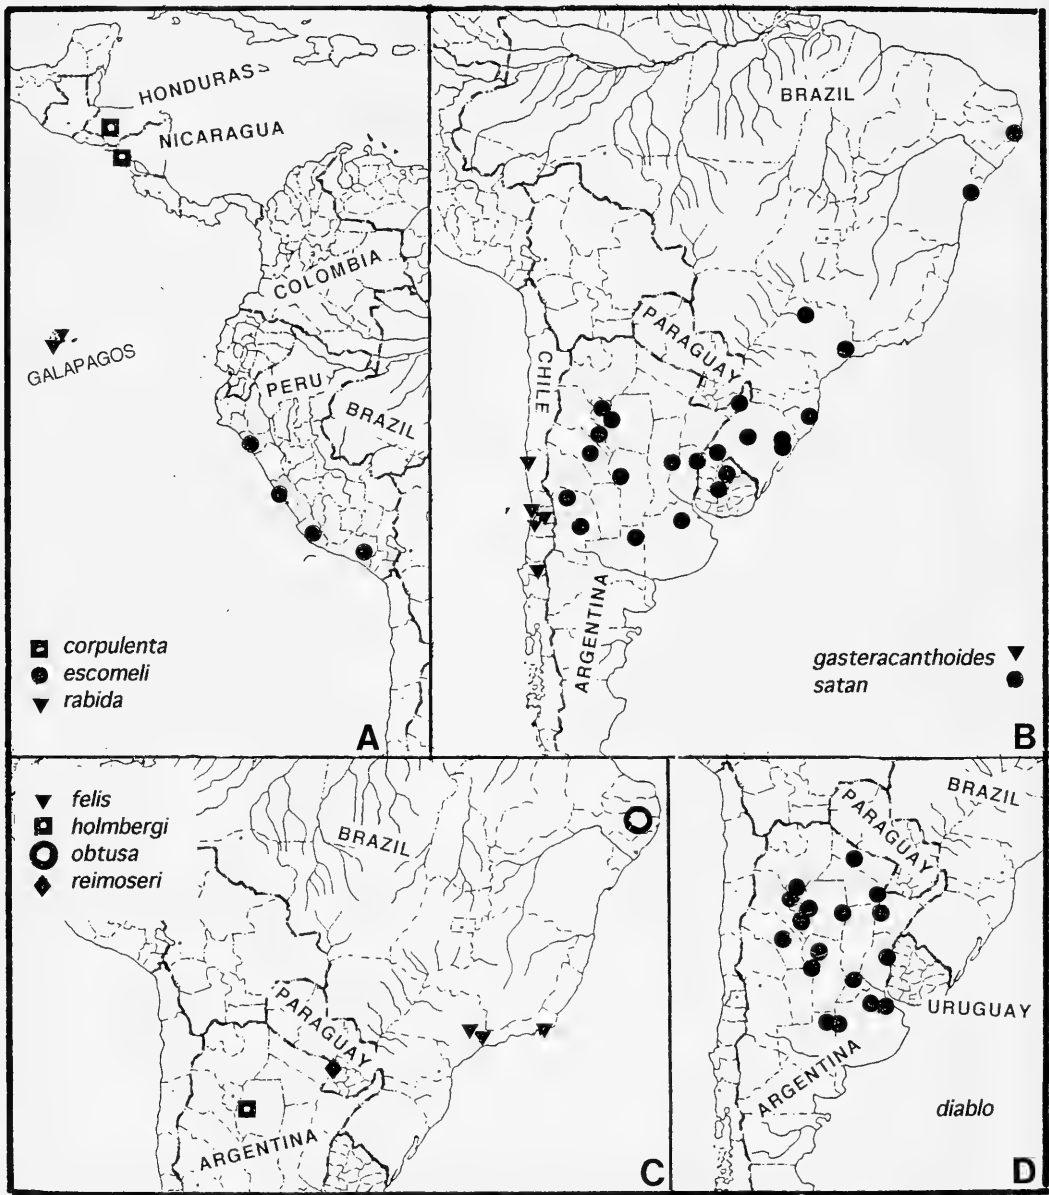 HONDURAS
NICARAGUA
COLOMBIA
GALAPAGOS
PERU
BRAZIL
corpulenta
escomeli
rabida
A
BRAZIL
PARAGUAY
CHILE
ARGENTINA
gasteracanthoides
satan
B
felis
holmbergi
obtusa
reimoseri
BRAZIL
PARAGUAY
ARGENTINA
C
BRAZIL
PARAGUAY
URUGUAY
ARGENTINA
diablo
D